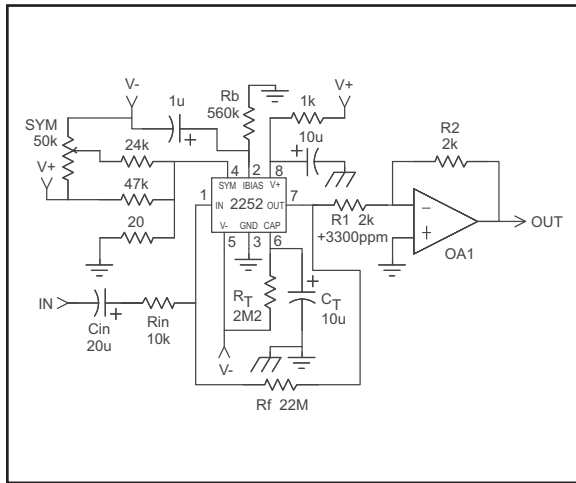 V-
SYM
50k
V+
1u
Rb
560k
1k
V+
10u
24k
47k
20
4 2 8
SYM IBIAS V+
1 IN 2252 OUT 7
V- GND CAP
5 3 6
R2
2k
R1 2k
+3300ppm
−
+
OA1
OUT
IN
Cin
20u
+
Rin
10k
RT
2M2
CT
10u
+
V-
Rf 22M